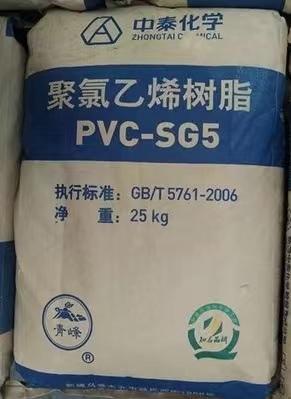 中泰化学
ZHONGTAI CHEMICAL
聚氯乙烯树脂
PVC-SG5
执行标准：GB/T 5761-2006
净 重：25 kg
青峰
®